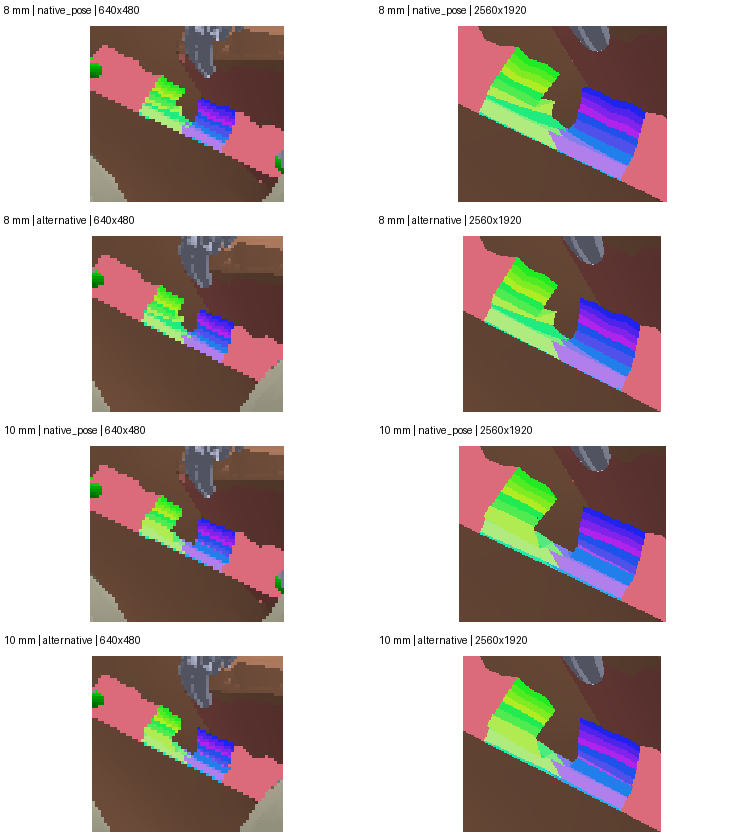 8 mm | native_pose | 640x480
8 mm | native_pose | 2560x1920
8 mm | alternative | 640x480
8 mm | alternative | 2560x1920
10 mm | native_pose | 640x480
10 mm | native_pose | 2560x1920
10 mm | alternative | 640x480
10 mm | alternative | 2560x1920